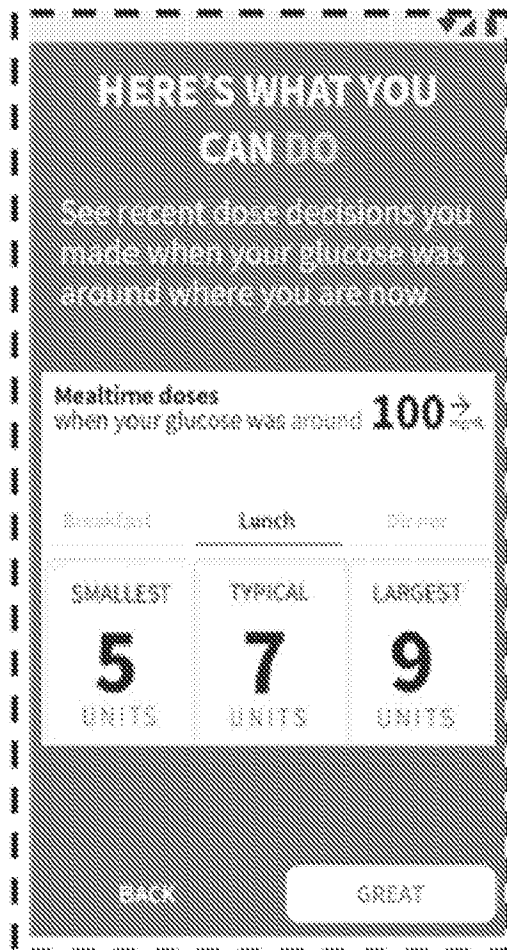 HERE'S WHAT YOU
CAN DO
See recent dose decisions you
made when your glucose was
around where you are now
Mealtime doses
when your glucose was around 100
Breakfast Lunch Dinner
SMALLEST TYPICAL LARGEST
5 7 9
UNITS UNITS UNITS
BACK GREAT